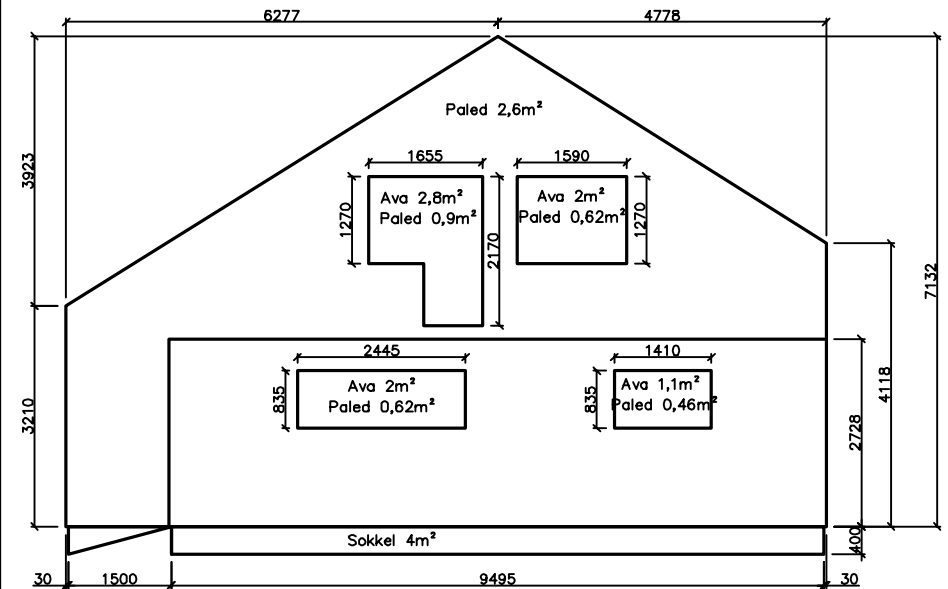 6277
4778
Paled 2,6m²
3923
1655
1590
Ava 2,8m²
Paled 0,9m²
Ava 2m²
Paled 0,62m²
1270
2170
1270
7132
2445
1410
Ava 2m²
Paled 0,62m²
Ava 1,1m²
Paled 0,46m²
835
835
3210
4118
2728
Sokkel 4m²
400
30
1500
9495
30